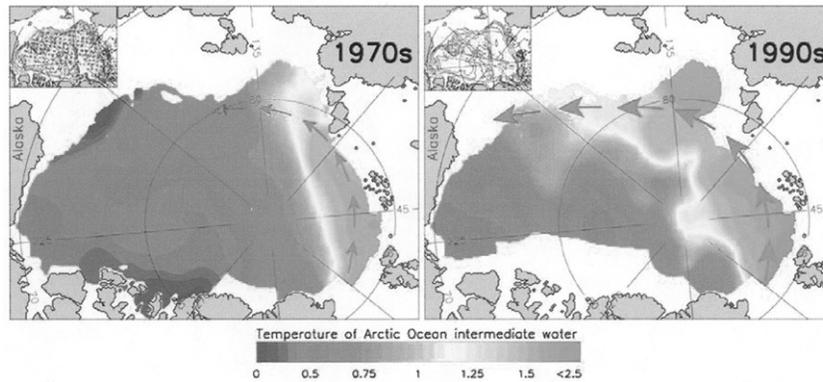 1970s
1990s
135
135
80
80
Alaska
Alaska
45
45
Temperature of Arctic Ocean intermediate water
0 0.5 0.75 1 1.25 1.5 <2.5